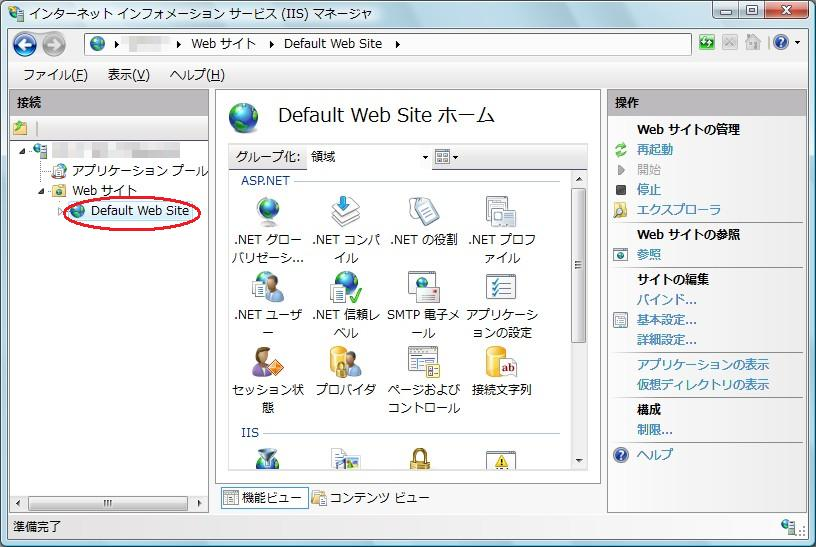 インターネット インフォメーション サービス (IIS) マネージャ
Web サイト
Default Web Site
ファイル(F)
表示(V)
ヘルプ(H)
接続
アプリケーション プール
Web サイト
Default Web Site
Default Web Site ホーム
グループ化:
領域
ASP.NET
.NET グロー
バリゼーシ...
.NET コンパ
イル
.NET の役割
.NET プロフ
ァイル
.NET ユーザ
ー
.NET 信頼レ
ベル
SMTP 電子メ
ール
アプリケーシ
ョンの設定
セッション状
態
プロバイダ
ページおよび
コントロール
接続文字列
ab
IIS
機能ビュー
コンテンツ ビュー
操作
Web サイトの管理
再起動
開始
停止
エクスプローラ
Web サイトの参照
参照
サイトの編集
バインド...
基本設定...
詳細設定...
アプリケーションの表示
仮想ディレクトリの表示
構成
制限...
ヘルプ
準備完了